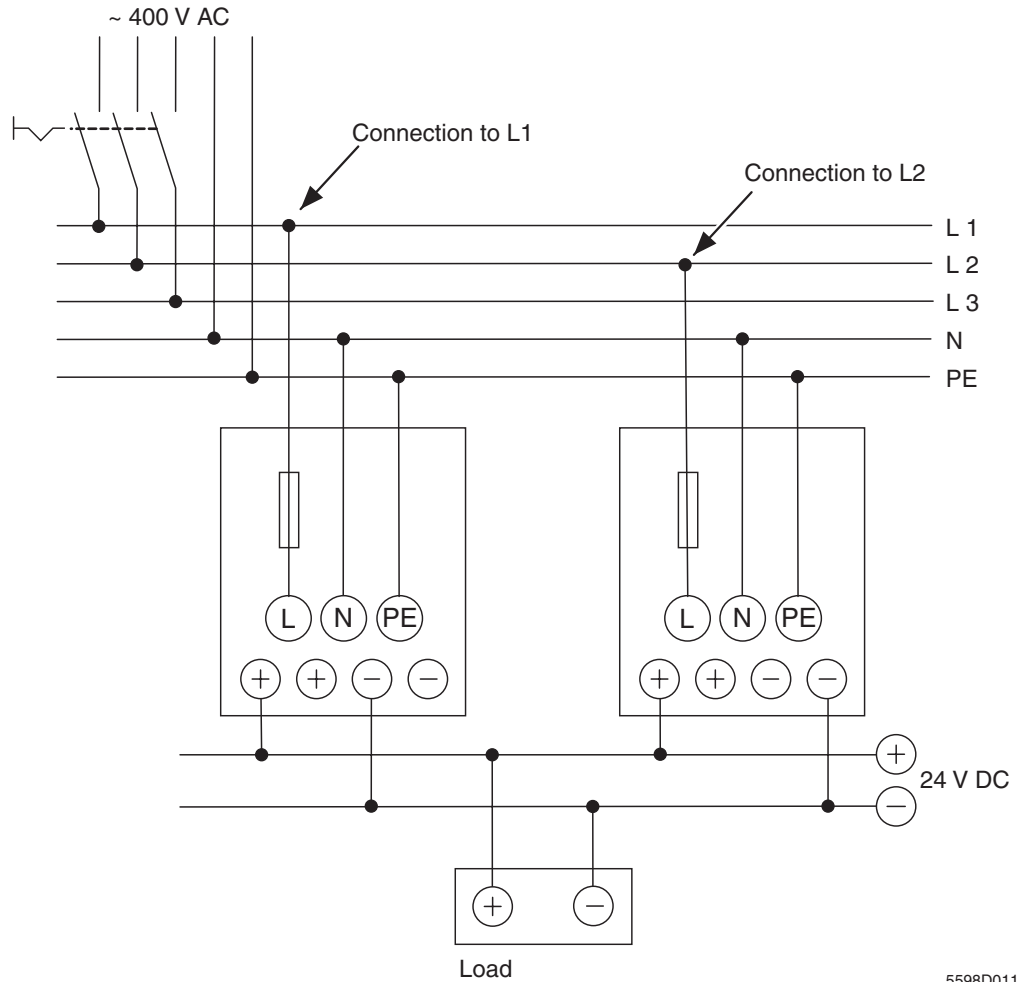 ~ 400 V AC
Connection to L1
Connection to L2
L 1
L 2
L 3
N
PE
L N PE
L N PE
+ + − −
+ + − −
+
24 V DC
−
+ −
Load
5598D011